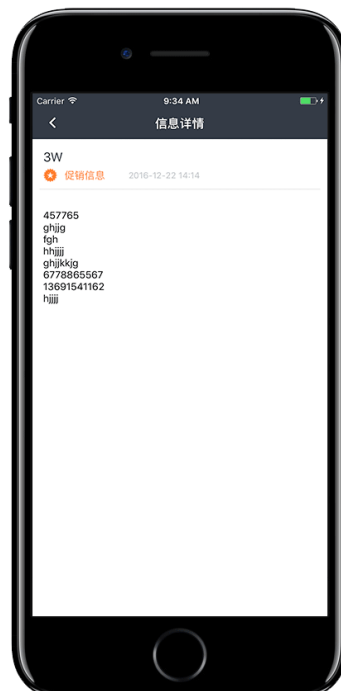 Carrier 9:34 AM
信息详情
3W
促销信息 2016-12-22 14:14
457765
ghjjg
fgh
hhjjjj
ghjjkkjg
6778865567
13691541162
hjjjj